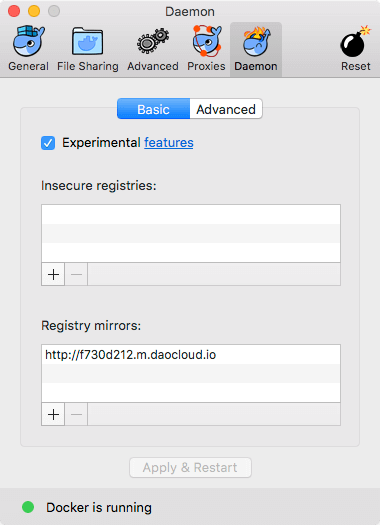 Daemon
General File Sharing Advanced Proxies Daemon Reset
Basic Advanced
Experimental features
Insecure registries:
Registry mirrors:
http://f730d212.m.daocloud.io
Apply & Restart
Docker is running